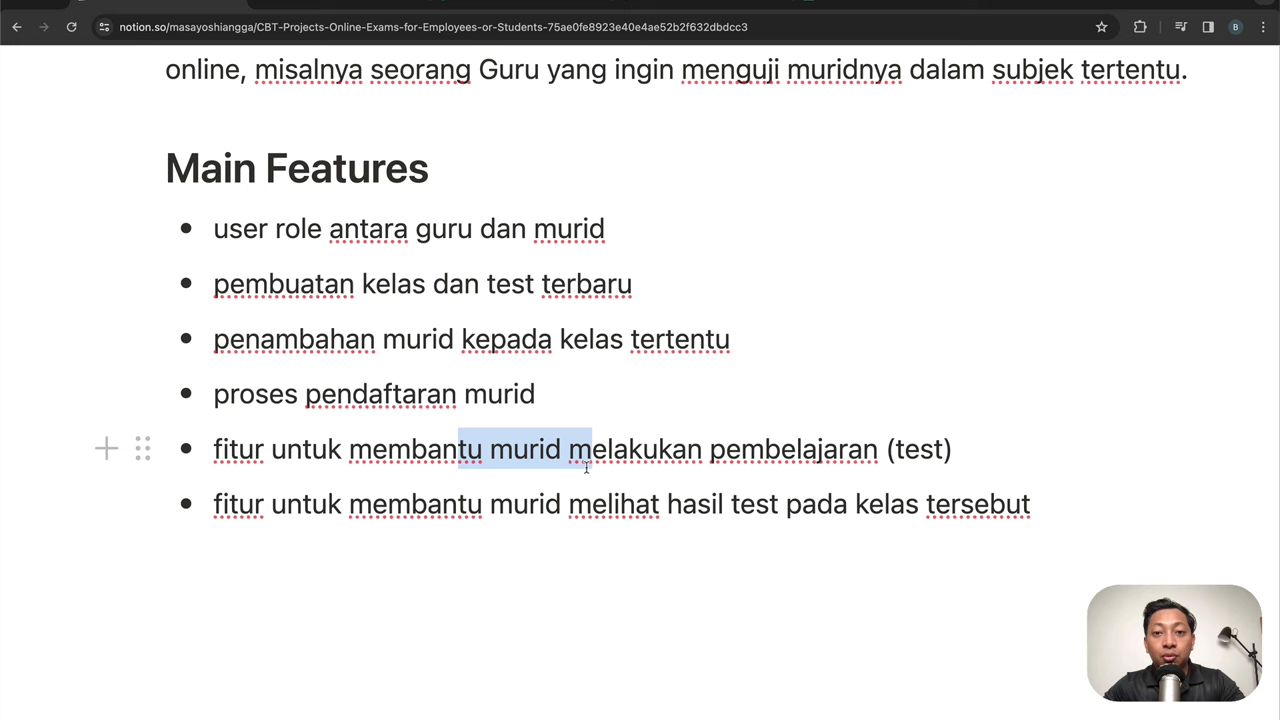 notion.so/masayoshiangga/CBT-Projects-Online-Exams-for-Employees-or-Students-75ae0fe8923e40e4ae52b2f632dbdcc3
B
online, misalnya seorang Guru yang ingin menguji muridnya dalam subjek tertentu.
Main Features
• user role antara guru dan murid
• pembuatan kelas dan test terbaru
• penambahan murid kepada kelas tertentu
• proses pendaftaran murid
• fitur untuk membantu murid melakukan pembelajaran (test)
• fitur untuk membantu murid melihat hasil test pada kelas tersebut